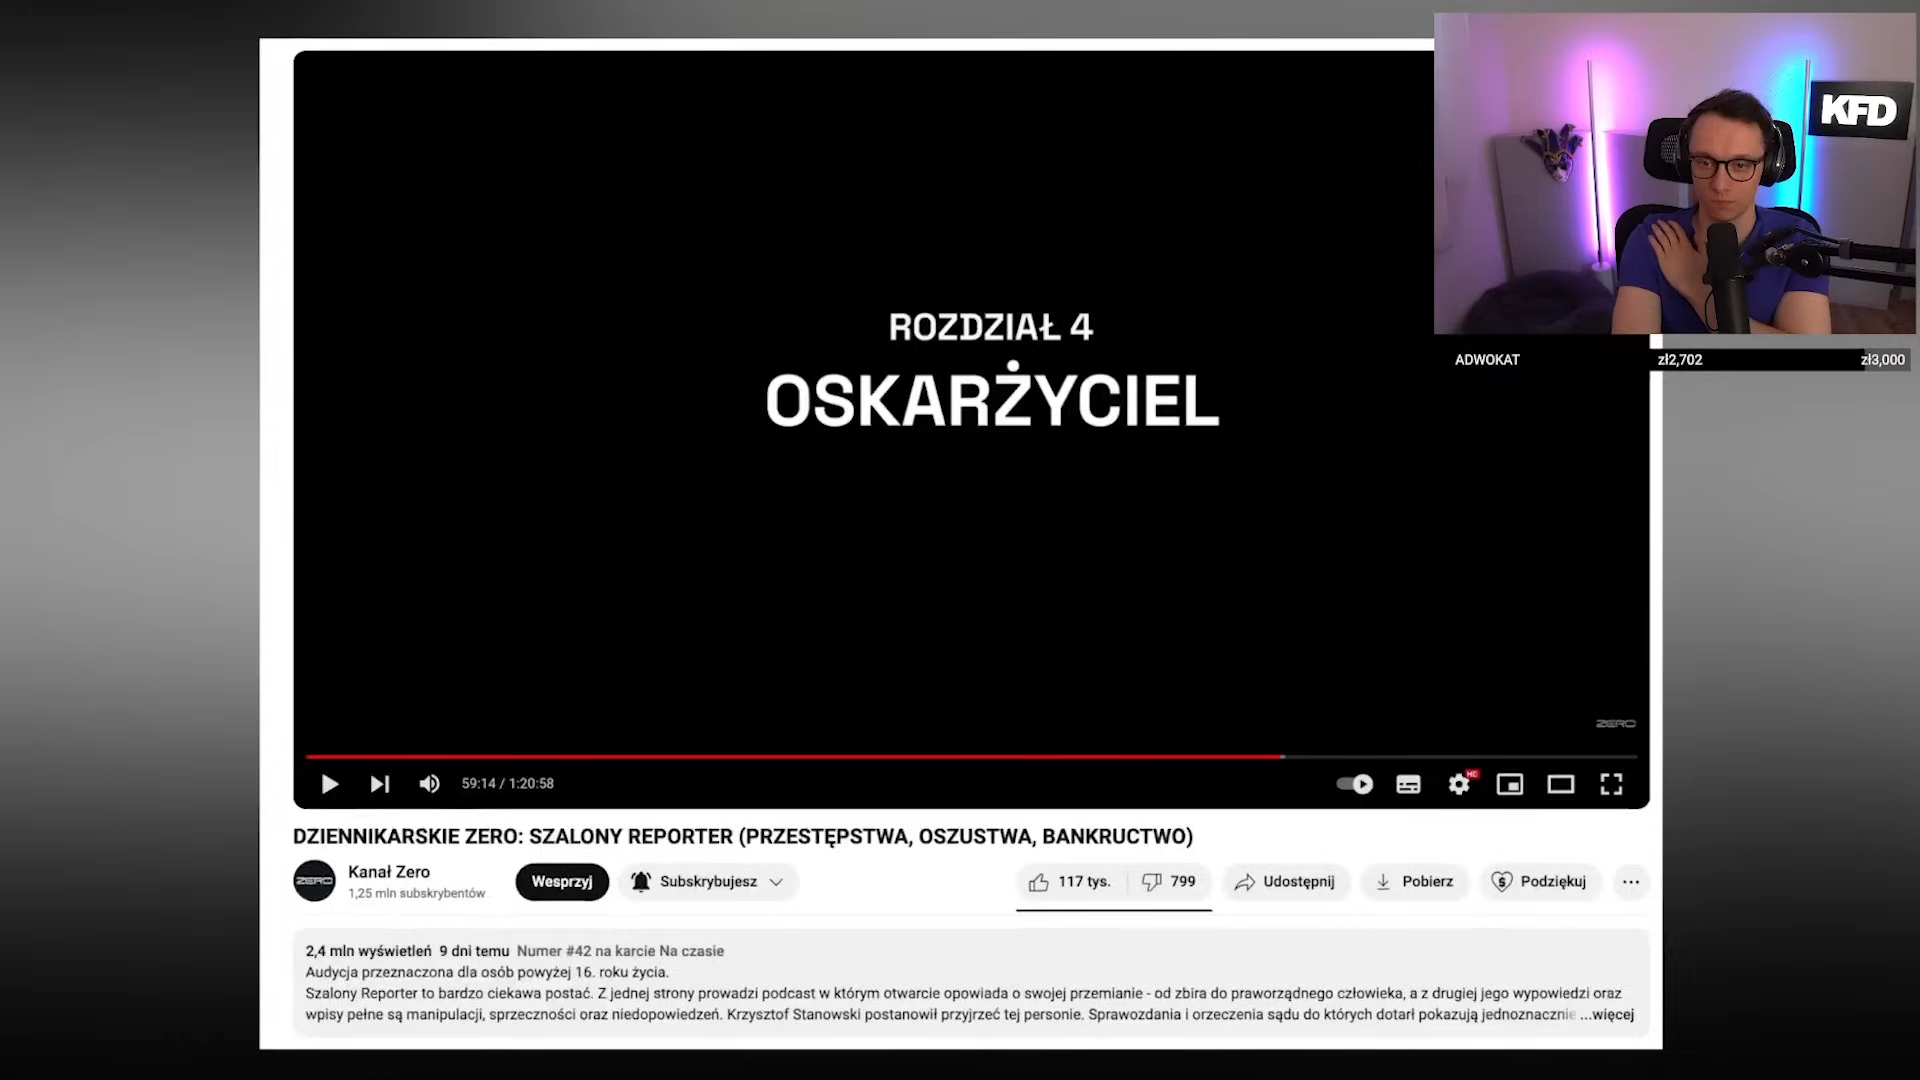 KFD
ROZDZIAŁ 4
OSKARŻYCIEL
ADWOKAT zł2,702 zł3,000
ZERO
59:14 / 1:20:58
HD
DZIENNIKARSKIE ZERO: SZALONY REPORTER (PRZESTĘPSTWA, OSZUSTWA, BANKRUCTWO)
ZERO
Kanał Zero
1,25 mln subskrybentów
Wesprzyj
Subskrybujesz
117 tys.
799
Udostępnij
Pobierz
Podziękuj
2,4 mln wyświetleń 9 dni temu Numer #42 na karcie Na czasie
Audycja przeznaczona dla osób powyżej 16. roku życia.
Szalony Reporter to bardzo ciekawa postać. Z jednej strony prowadzi podcast w którym otwarcie opowiada o swojej przemianie - od zbira do praworządnego człowieka, a z drugiej jego wypowiedzi oraz
wpisy pełne są manipulacji, sprzeczności oraz niedopowiedzeń. Krzysztof Stanowski postanowił przyjrzeć tej personie. Sprawozdania i orzeczenia sądu do których dotarł pokazują jednoznacznie ...więcej